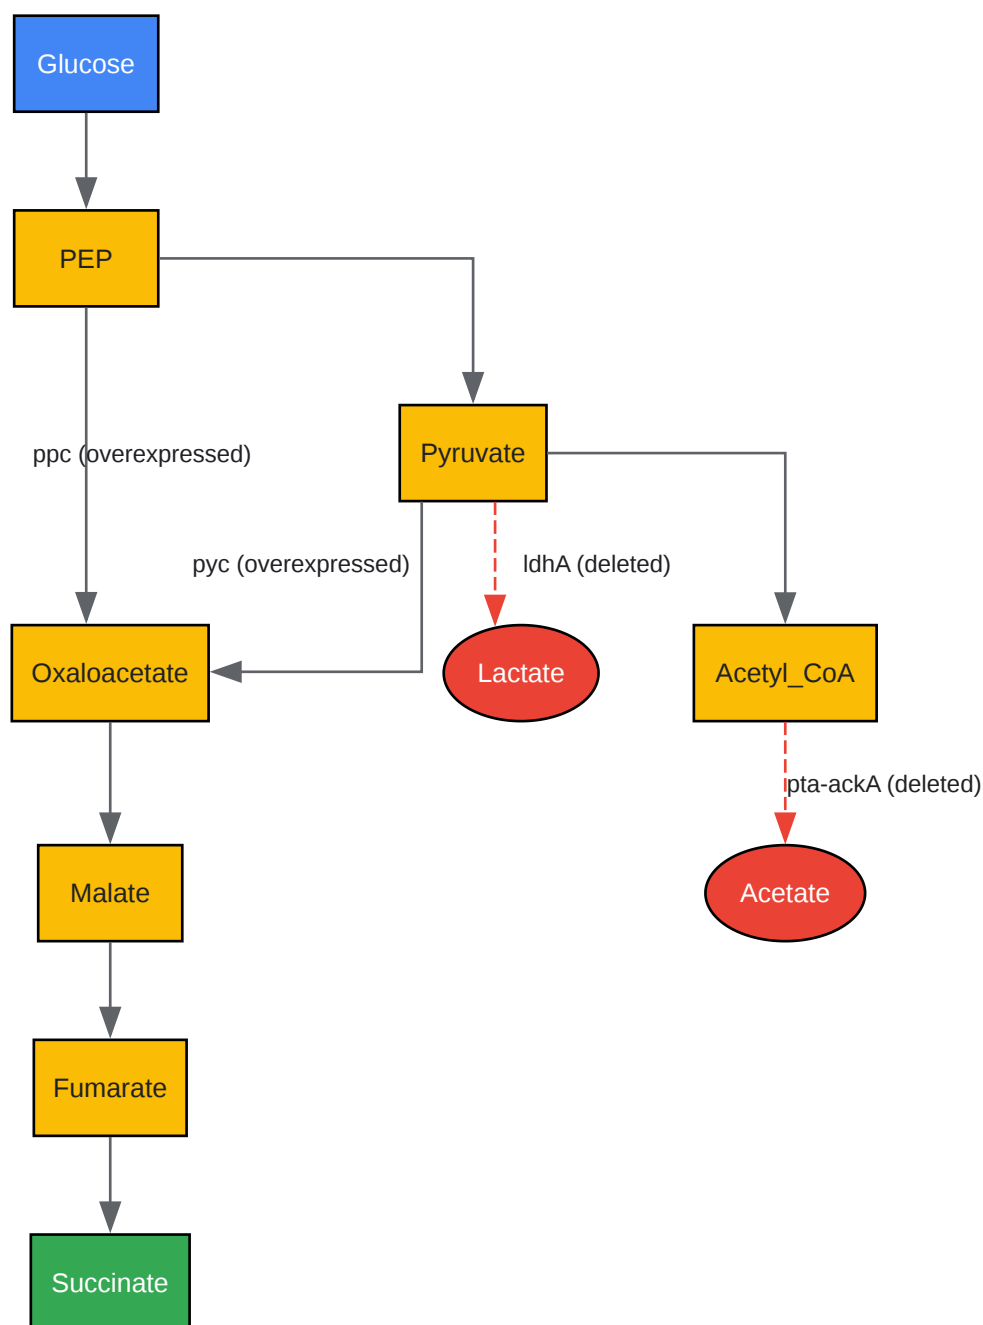 Glucose
PEP
ppc (overexpressed)
Pyruvate
pyc (overexpressed)
ldhA (deleted)
Oxaloacetate
Lactate
Acetyl_CoA
pta-ackA (deleted)
Malate
Acetate
Fumarate
Succinate